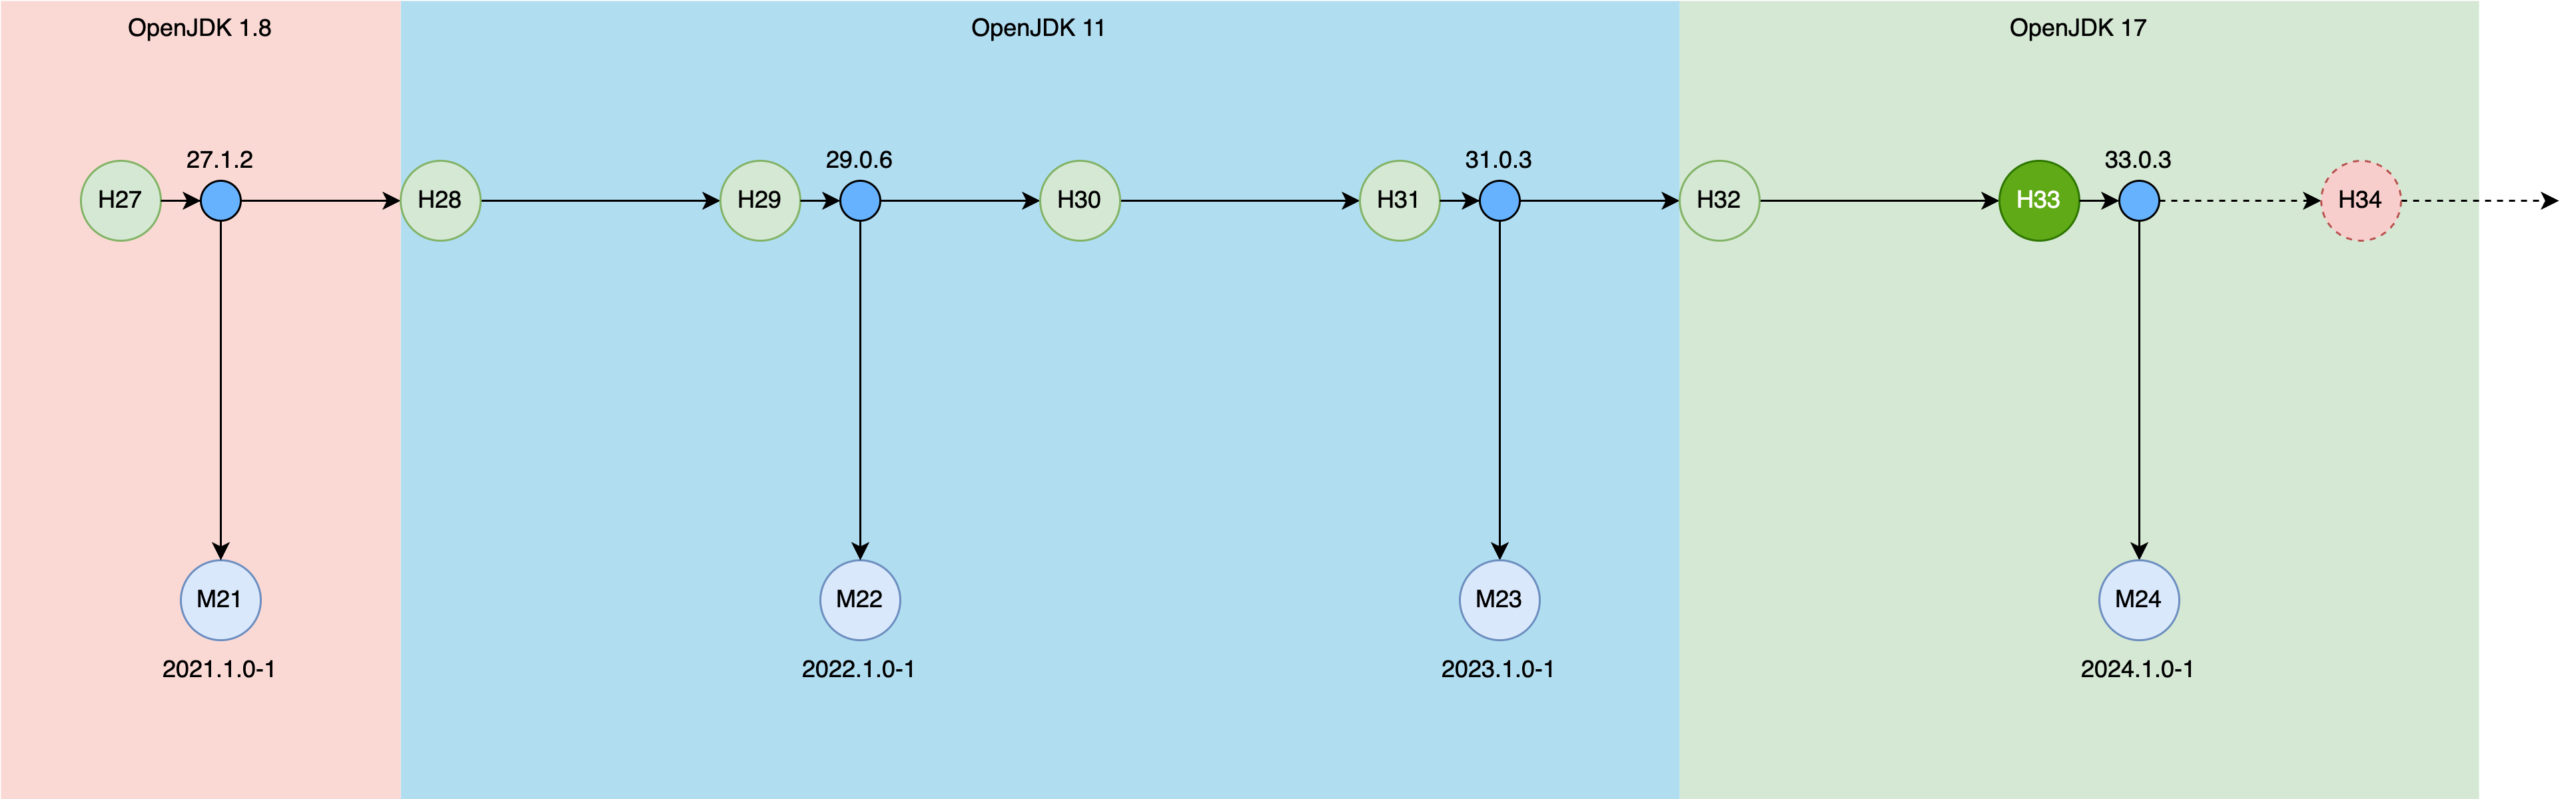 OpenJDK 1.8
OpenJDK 11
OpenJDK 17
27.1.2
29.0.6
31.0.3
33.0.3
H27
H28
H29
H30
H31
H32
H33
H34
M21
M22
M23
M24
2021.1.0-1
2022.1.0-1
2023.1.0-1
2024.1.0-1